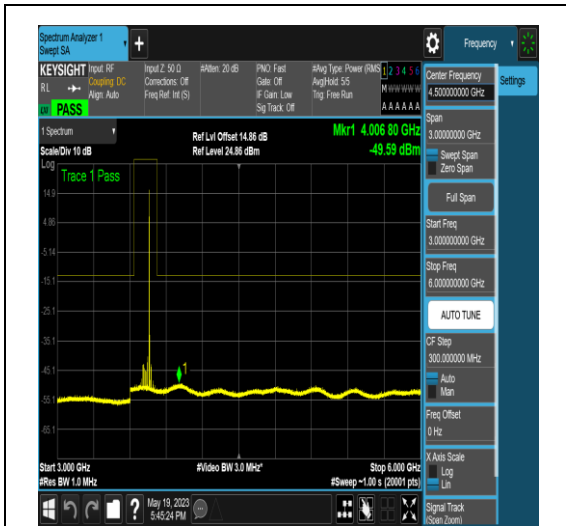 Spectrum Analyzer 1
Swept SA
Frequency
KEYSIGHT
RL
PASS
Input: RF
Coupling: DC
Align: Auto
Input Z: 50 Ω
Corrections: Off
Freq Ref: Int (S)
#Atten: 20 dB
PNO: Fast
Gate: Off
IF Gain: Low
Sig Track: Off
#Avg Type: Power (RMS
Avg|Hold: 5/5
Trig: Free Run
1 2 3 4 5 6
M W W W W W
A A A A A A
Center Frequency
4.500000000 GHz
Settings
Span
3.00000000 GHz
Swept Span
Zero Span
Full Span
Start Freq
3.000000000 GHz
Stop Freq
6.000000000 GHz
AUTO TUNE
CF Step
300.000000 MHz
Auto
Man
Freq Offset
0 Hz
X Axis Scale
Log
Lin
Signal Track
(Span Zoom)
1 Spectrum
Scale/Div 10 dB
Log
Ref Lvl Offset 14.86 dB
Ref Level 24.86 dBm
Mkr1 4.006 80 GHz
-49.59 dBm
Trace 1 Pass
14.9
4.86
-5.14
-15.1
-25.1
-35.1
-45.1
-55.1
-65.1
1
Start 3.000 GHz
#Res BW 1.0 MHz
#Video BW 3.0 MHz*
Stop 6.000 GHz
#Sweep ~1.00 s (20001 pts)
?
May 19, 2023
5:45:24 PM